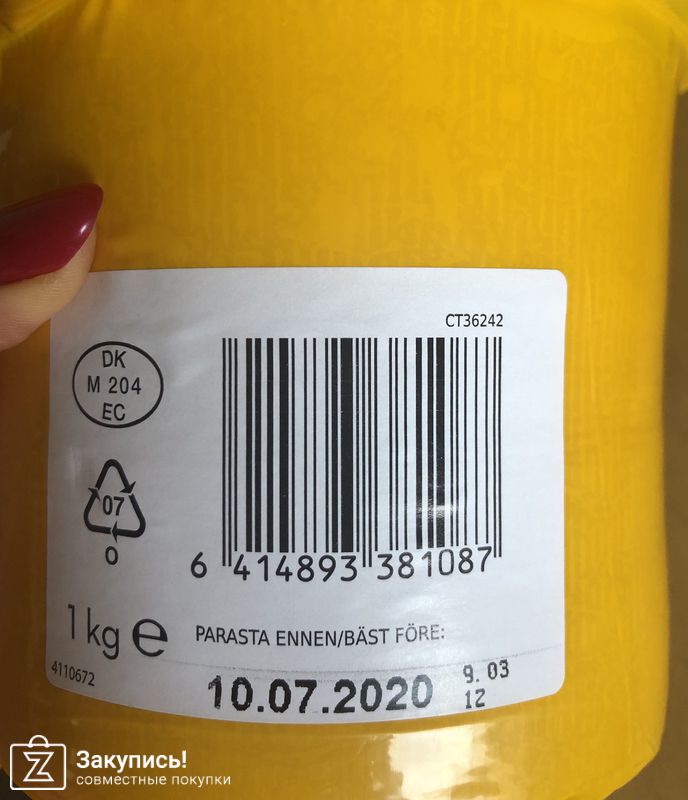 CT36242
DK
M 204
EC
07
O
6 414893 381087
1 kg e
PARASTA ENNEN/BÄST FÖRE:
4110672
10.07.2020
9.03
12
Закупись!
совместные покупки